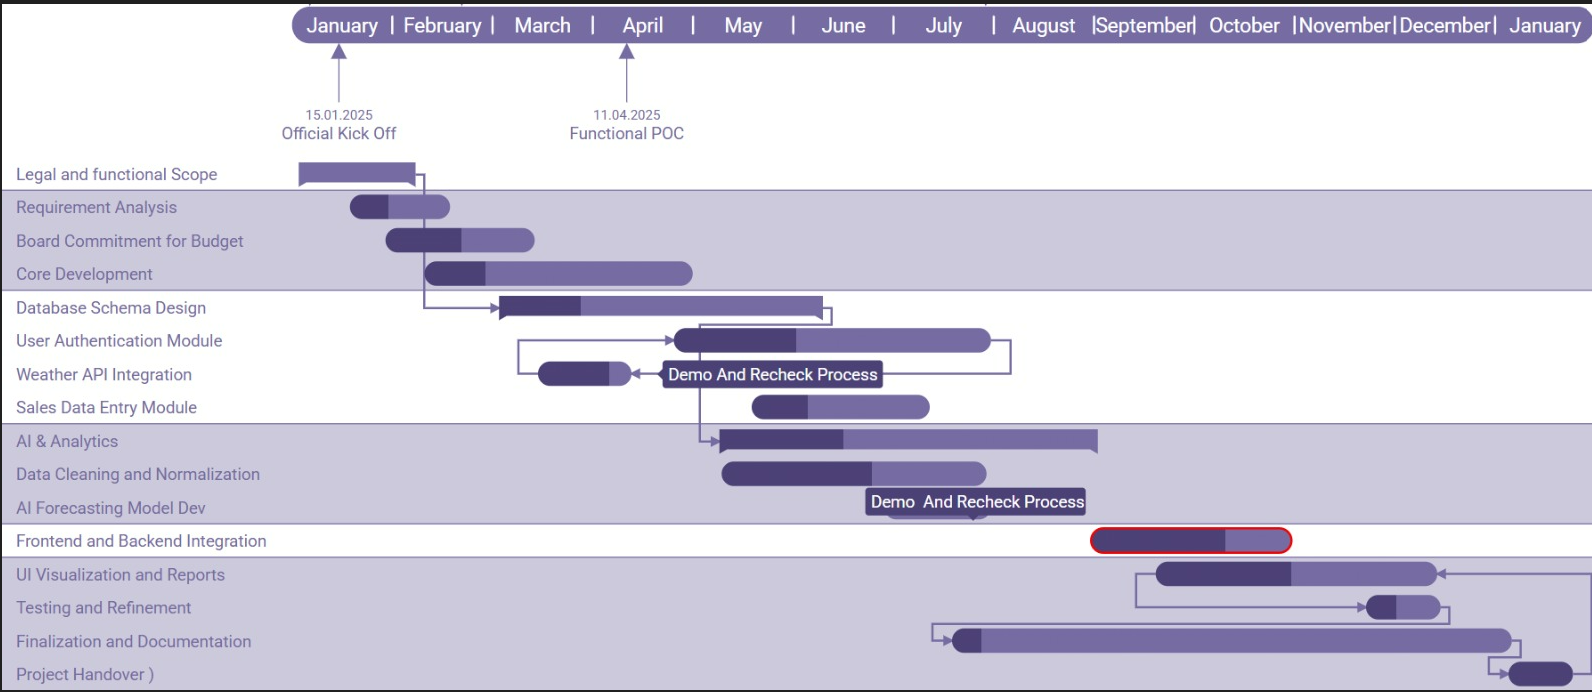 January | February | March | April | May | June | July | August |September| October |November|December| January
15.01.2025
Official Kick Off
11.04.2025
Functional POC
Legal and functional Scope
Requirement Analysis
Board Commitment for Budget
Core Development
Database Schema Design
User Authentication Module
Weather API Integration
Demo And Recheck Process
Sales Data Entry Module
AI & Analytics
Data Cleaning and Normalization
Demo  And Recheck Process
AI Forecasting Model Dev
Frontend and Backend Integration
UI Visualization and Reports
Testing and Refinement
Finalization and Documentation
Project Handover )